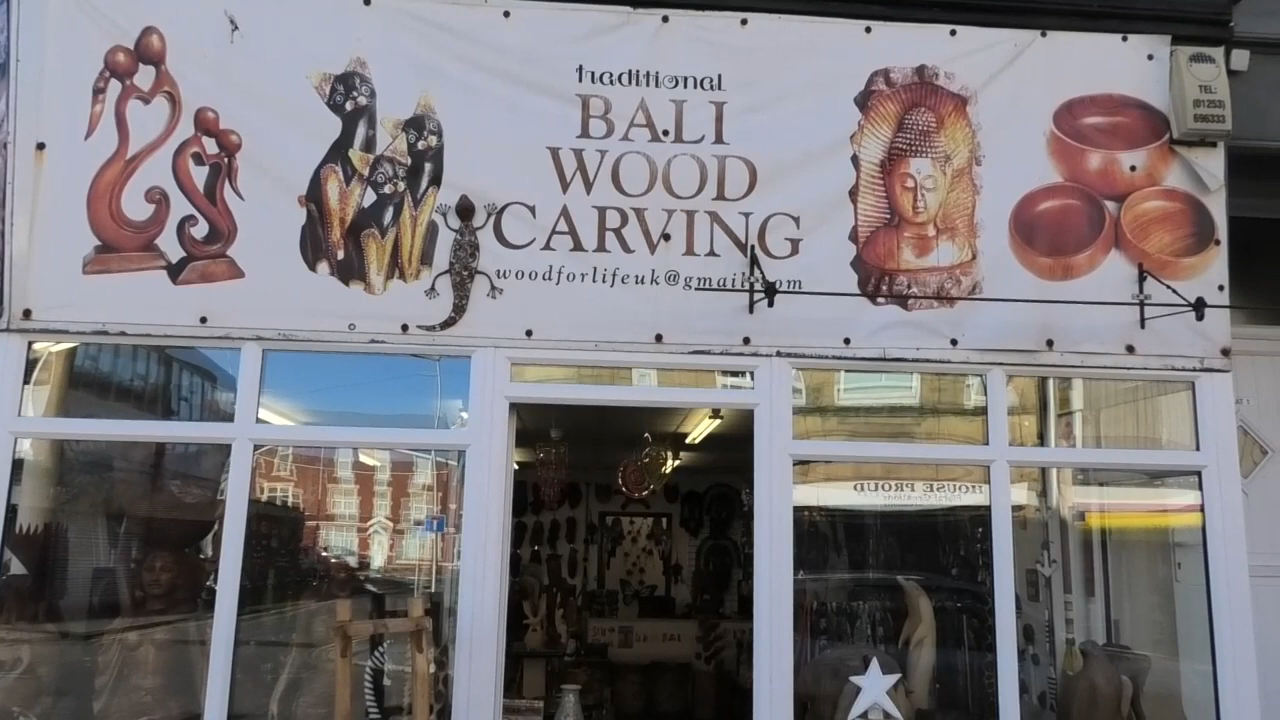 traditional
BALI
WOOD
CARVING
woodforlifeuk@gmail.com
TEL:
(01253)
696333
HOUSE PROUD